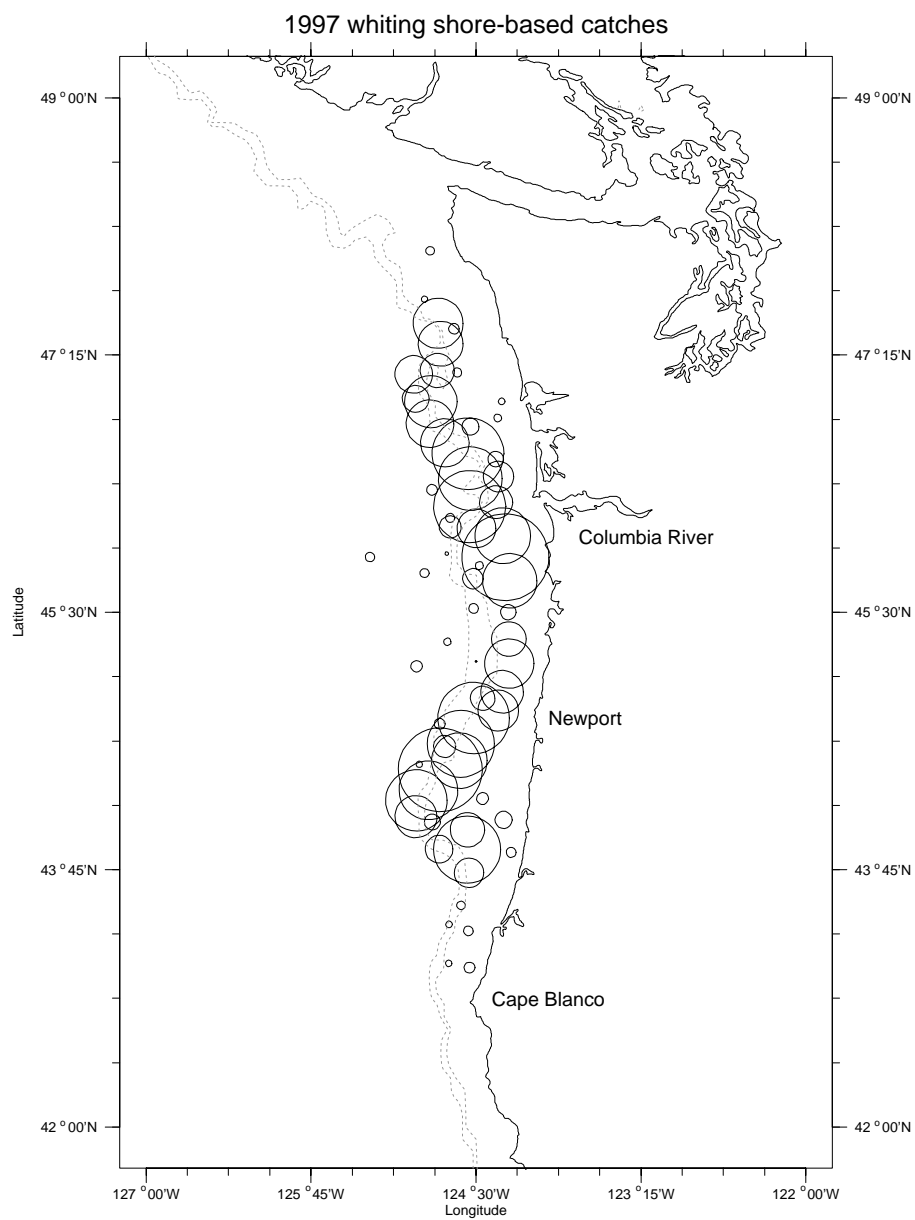 1997 whiting shore-based catches
49 °00'N
49 °00'N
47 °15'N
47 °15'N
Columbia River
45 °30'N
45 °30'N
Latitude
Newport
43 °45'N
43 °45'N
Cape Blanco
42 °00'N
42 °00'N
127 °00'W
125 °45'W
124 °30'W
123 °15'W
122 °00'W
Longitude